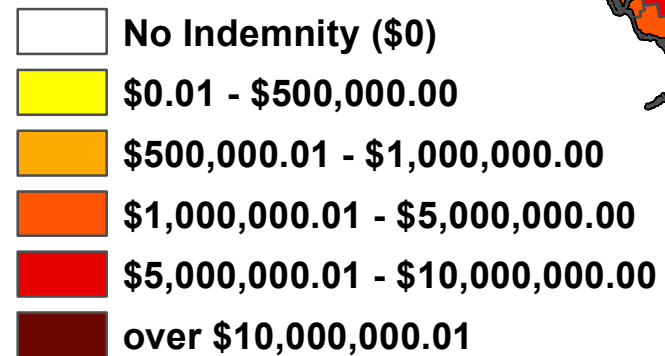 No Indemnity ($0)
$0.01 - $500,000.00
$500,000.01 - $1,000,000.00
$1,000,000.01 - $5,000,000.00
$5,000,000.01 - $10,000,000.00
over $10,000,000.01